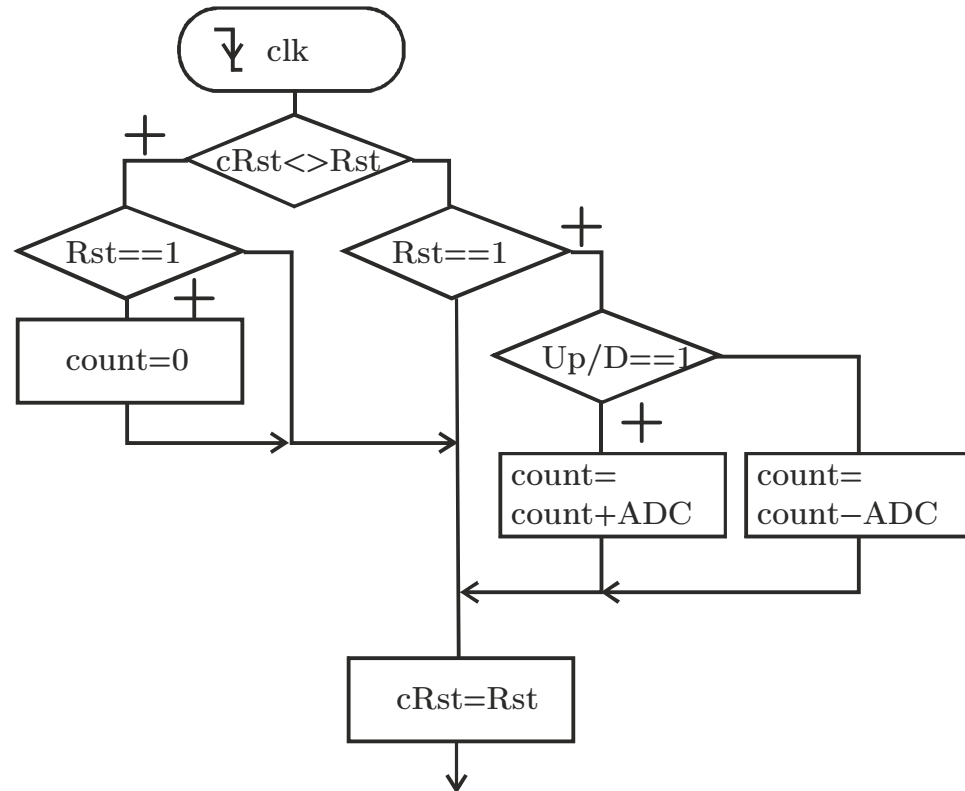 clk
+
cRst<>Rst
+
Rst==1
Rst==1
+
count=0
Up/D==1
+
count=
count+ADC
count=
count−ADC
cRst=Rst